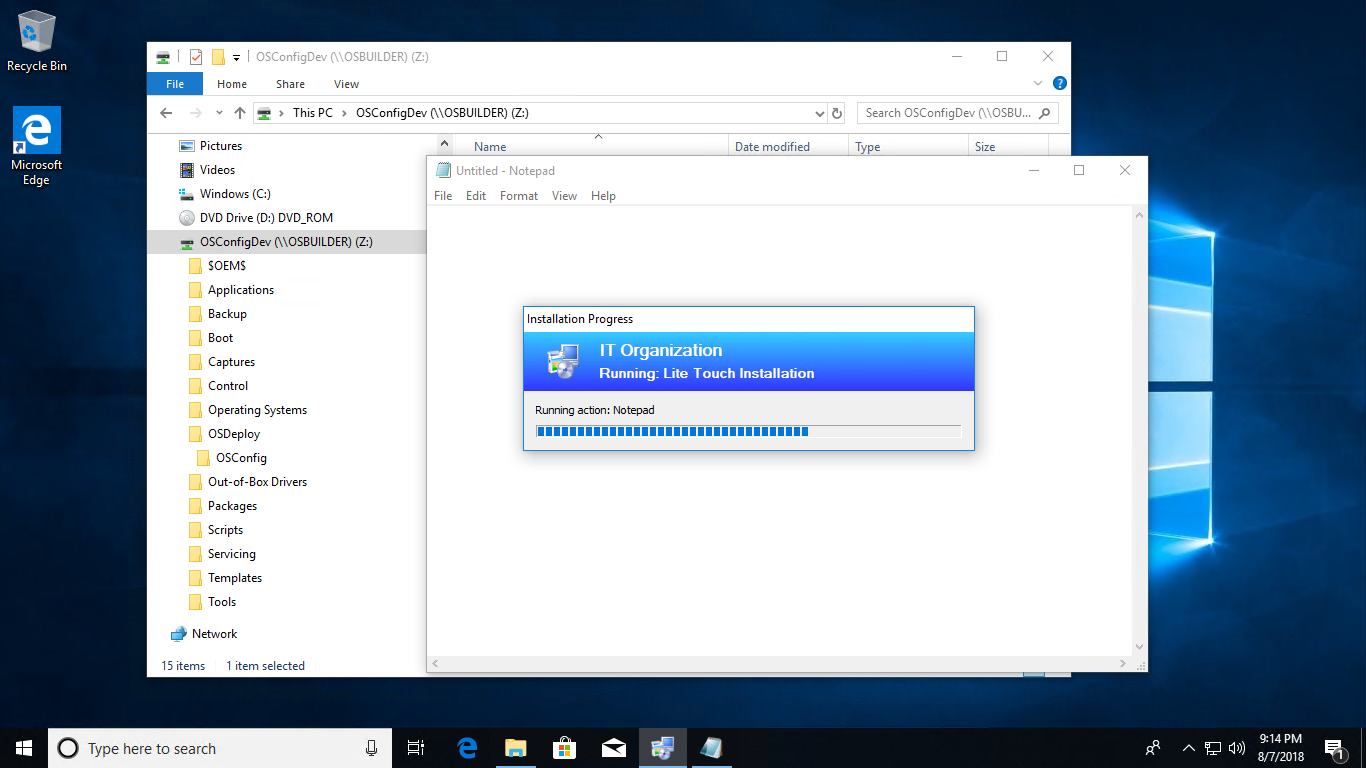 Recycle Bin
Microsoft
Edge
OSConfigDev (\\OSBUILDER) (Z:)
File Home Share View
This PC OSConfigDev (\\OSBUILDER) (Z:)
Search OSConfigDev (\\OSBU...
Name Date modified Type Size
Pictures
Videos
Windows (C:)
DVD Drive (D:) DVD_ROM
OSConfigDev (\\OSBUILDER) (Z:)
$OEM$
Applications
Backup
Boot
Captures
Control
Operating Systems
OSDeploy
OSConfig
Out-of-Box Drivers
Packages
Scripts
Servicing
Templates
Tools
Network
15 items 1 item selected
Untitled - Notepad
File Edit Format View Help
Installation Progress
IT Organization
Running: Lite Touch Installation
Running action: Notepad
Type here to search
9:14 PM
8/7/2018
1